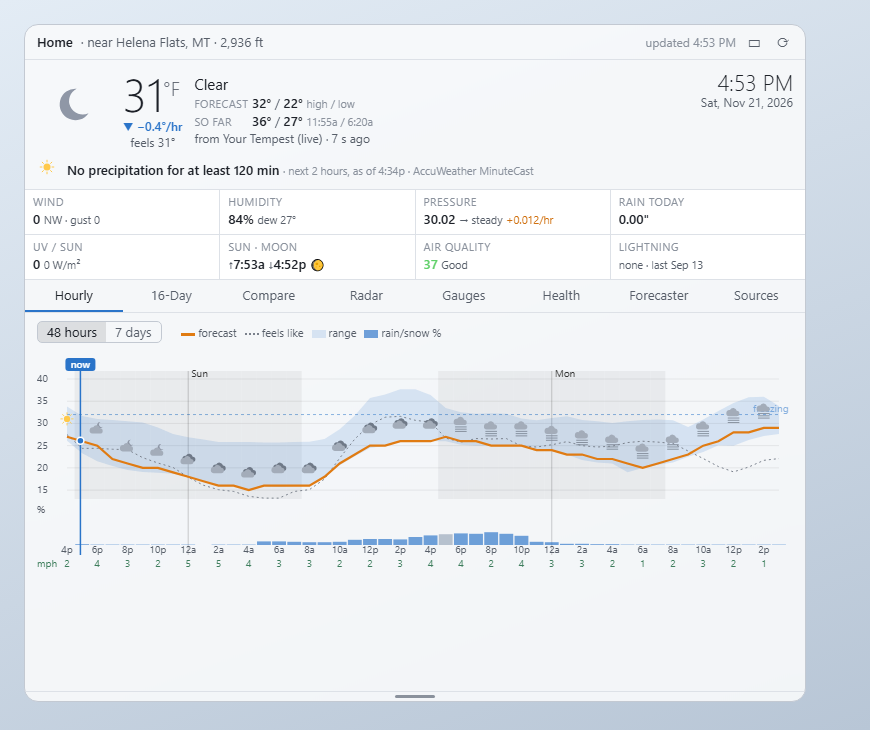 Home · near Helena Flats, MT · 2,936 ft
updated 4:53 PM
31°F
▼ −0.4°/hr
feels 31°
Clear
FORECAST 32° / 22° high / low
SO FAR 36° / 27° 11:55a / 6:20a
from Your Tempest (live) · 7 s ago
4:53 PM
Sat, Nov 21, 2026
No precipitation for at least 120 min · next 2 hours, as of 4:34p · AccuWeather MinuteCast
WIND
0 NW · gust 0
HUMIDITY
84% dew 27°
PRESSURE
30.02 → steady +0.012/hr
RAIN TODAY
0.00"
UV / SUN
0 0 W/m²
SUN · MOON
↑7:53a ↓4:52p
AIR QUALITY
37 Good
LIGHTNING
none · last Sep 13
Hourly 16-Day Compare Radar Gauges Health Forecaster Sources
48 hours 7 days
forecast feels like range rain/snow %
now
Sun Mon
40
35
freezing
30
25
20
15
%
4p 6p 8p 10p 12a 2a 4a 6a 8a 10a 12p 2p 4p 6p 8p 10p 12a 2a 4a 6a 8a 10a 12p 2p
mph 2 4 3 2 5 5 4 3 3 2 2 3 4 4 4 4 3 3 2 1 2 3 2 1